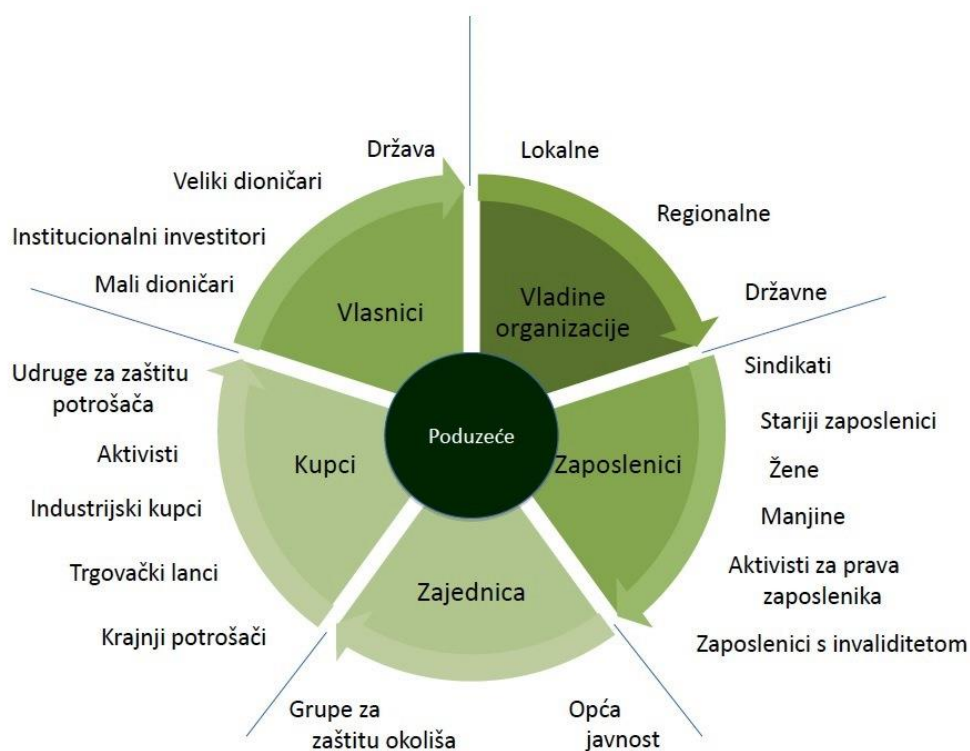 Država
Lokalne
Veliki dioničari
Regionalne
Institucionalni investitori
Mali dioničari
Državne
Vlasnici
Vladine
organizacije
Udruge za zaštitu
potrošača
Sindikati
Stariji zaposlenici
Aktivisti
Kupci
Poduzeće
Zaposlenici
Žene
Industrijski kupci
Manjine
Trgovački lanci
Zajednica
Aktivisti za prava
zaposlenika
Krajnji potrošači
Zaposlenici s invaliditetom
Grupe za
zaštitu okoliša
Opća
javnost